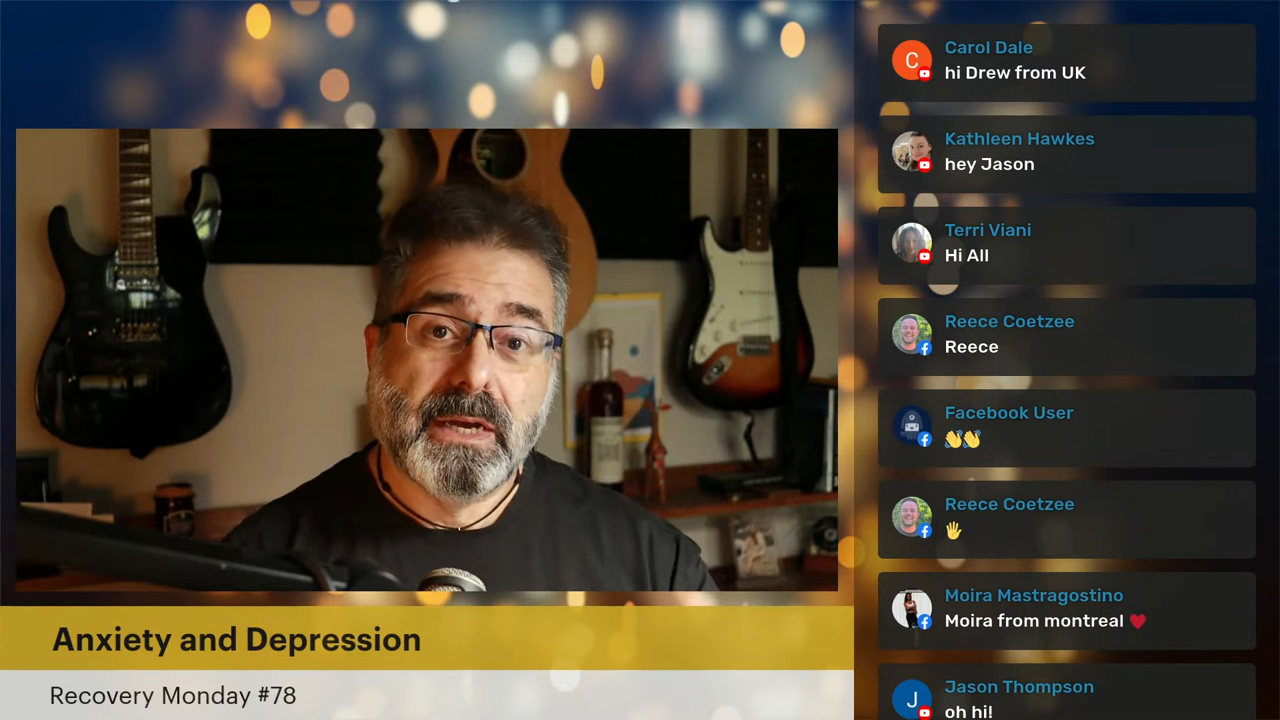 Anxiety and Depression
Recovery Monday #78
C
Carol Dale
hi Drew from UK
Kathleen Hawkes
hey Jason
Terri Viani
Hi All
Reece Coetzee
Reece
Facebook User
👋👋
Reece Coetzee
🖐
Moira Mastragostino
Moira from montreal ♥
J
Jason Thompson
oh hi!